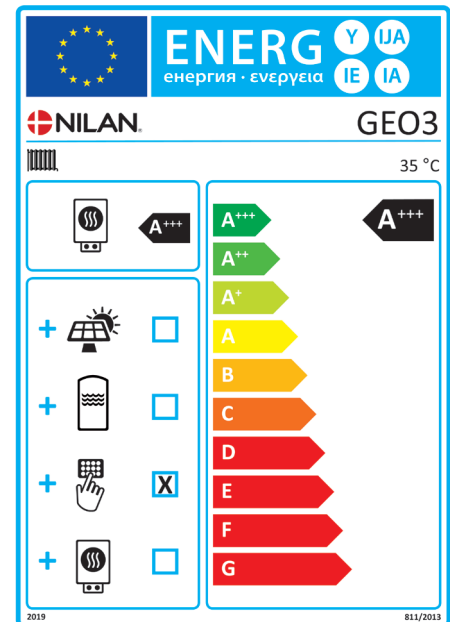 ENERG Y IJA
енергия · ενεργεια IE IA
NILAN GEO3
35 °C
A+++
X
A+++ A+++
A++
A+
A
B
C
D
E
F
G
2019 811/2013